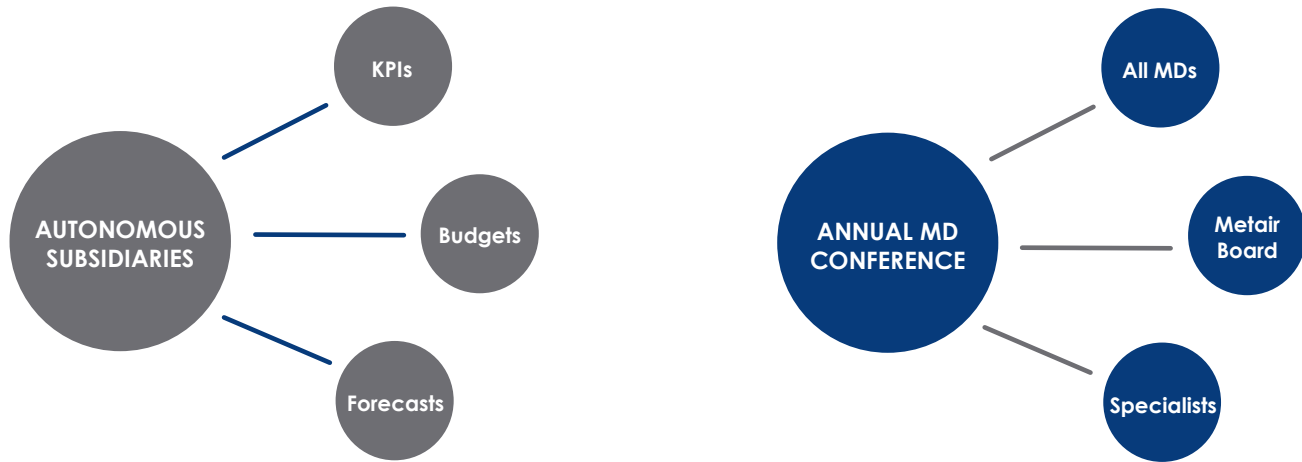 KPIs
AUTONOMOUS
SUBSIDIARIES
Budgets
Forecasts
All MDs
ANNUAL MD
CONFERENCE
Metair
Board
Specialists